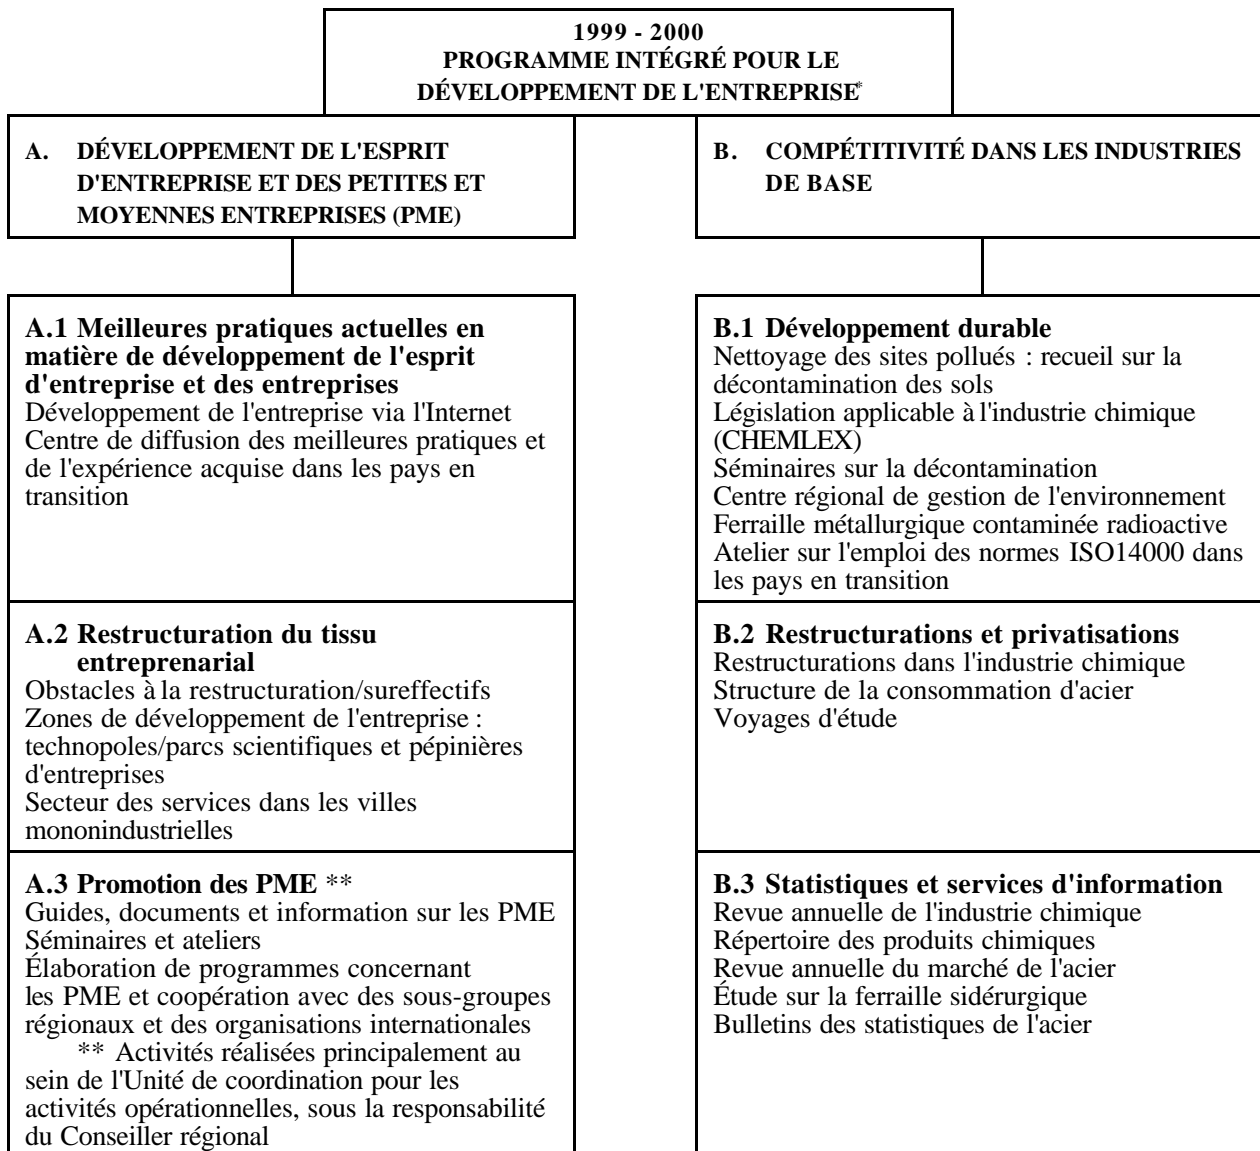 1999 - 2000
PROGRAMME INTÉGRÉ POUR LE
DÉVELOPPEMENT DE L'ENTREPRISE*
A. DÉVELOPPEMENT DE L'ESPRIT
D'ENTREPRISE ET DES PETITES ET
MOYENNES ENTREPRISES (PME)
A.1 Meilleures pratiques actuelles en
matière de développement de l'esprit
d'entreprise et des entreprises
Développement de l'entreprise via l'Internet
Centre de diffusion des meilleures pratiques et
de l'expérience acquise dans les pays en
transition
A.2 Restructuration du tissu
entreprenarial
Obstacles à la restructuration/sureffectifs
Zones de développement de l'entreprise :
technopoles/parcs scientifiques et pépinières
d'entreprises
Secteur des services dans les villes
mononindustrielles
A.3 Promotion des PME **
Guides, documents et information sur les PME
Séminaires et ateliers
Élaboration de programmes concernant
les PME et coopération avec des sous-groupes
régionaux et des organisations internationales
** Activités réalisées principalement au
sein de l'Unité de coordination pour les
activités opérationnelles, sous la responsabilité
du Conseiller régional
B. COMPÉTITIVITÉ DANS LES INDUSTRIES
DE BASE
B.1 Développement durable
Nettoyage des sites pollués : recueil sur la
décontamination des sols
Législation applicable à l'industrie chimique
(CHEMLEX)
Séminaires sur la décontamination
Centre régional de gestion de l'environnement
Ferraille métallurgique contaminée radioactive
Atelier sur l'emploi des normes ISO14000 dans
les pays en transition
B.2 Restructurations et privatisations
Restructurations dans l'industrie chimique
Structure de la consommation d'acier
Voyages d'étude
B.3 Statistiques et services d'information
Revue annuelle de l'industrie chimique
Répertoire des produits chimiques
Revue annuelle du marché de l'acier
Étude sur la ferraille sidérurgique
Bulletins des statistiques de l'acier